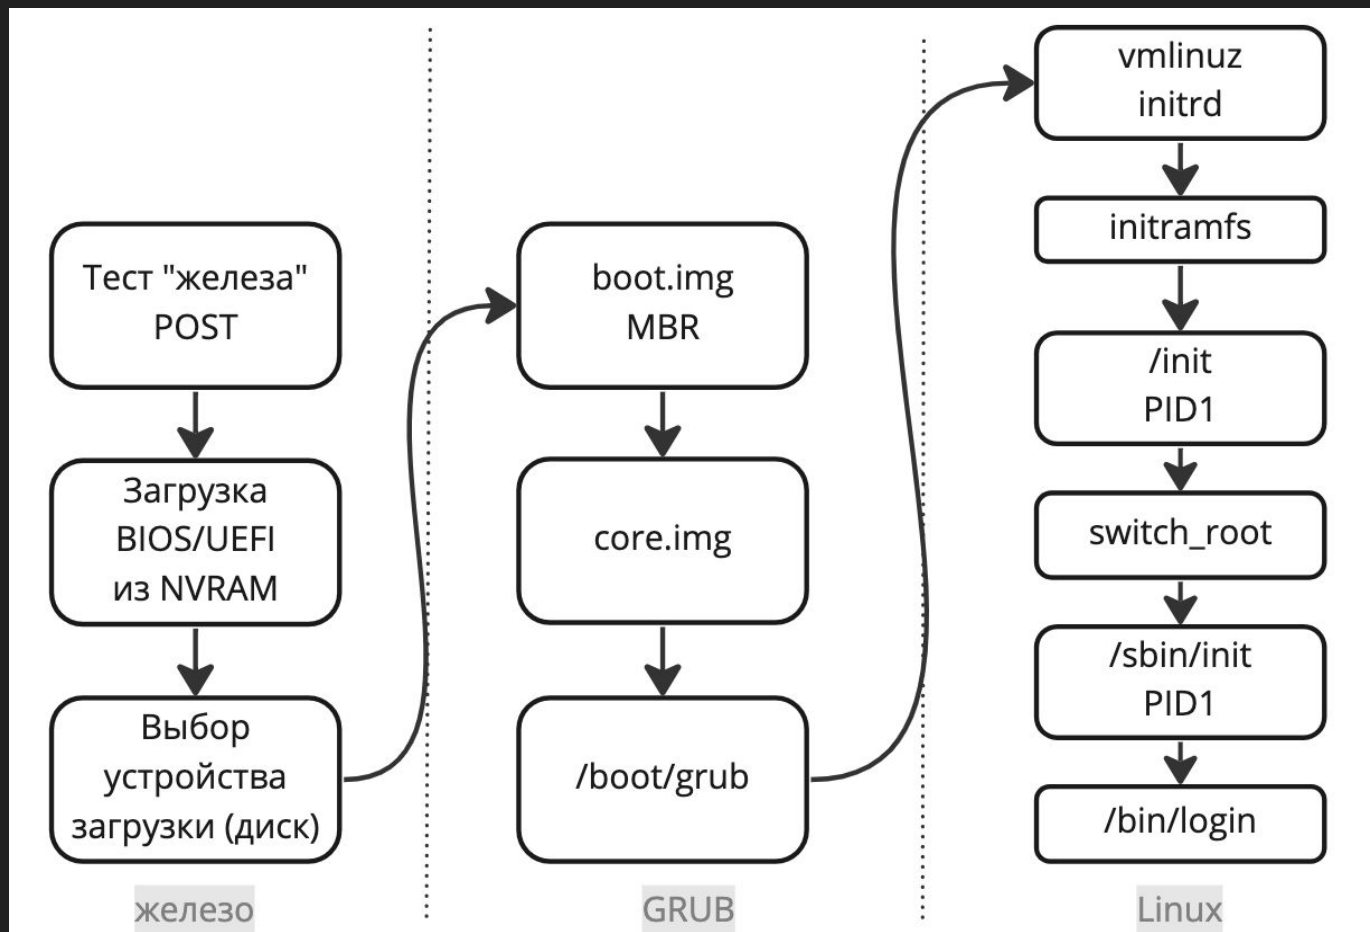 Тест "железа"
POST
Загрузка
BIOS/UEFI
из NVRAM
Выбор
устройства
загрузки (диск)
железо
boot.img
MBR
core.img
/boot/grub
GRUB
vmlinuz
initrd
initramfs
/init
PID1
switch_root
/sbin/init
PID1
/bin/login
Linux